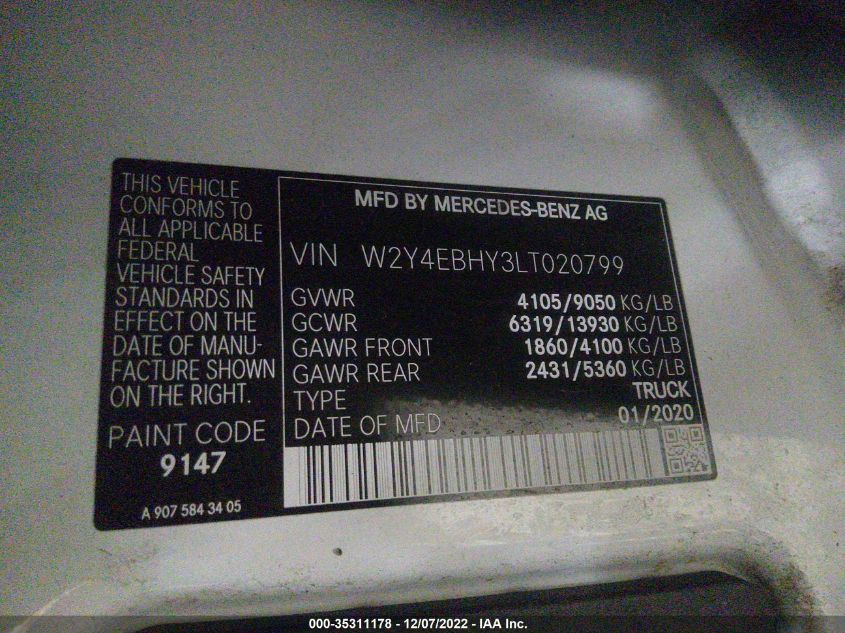 THIS VEHICLE
CONFORMS TO
ALL APPLICABLE
FEDERAL
VEHICLE SAFETY
STANDARDS IN
EFFECT ON THE
DATE OF MANU-
FACTURE SHOWN
ON THE RIGHT.
PAINT CODE
9147
A 907 584 34 05
MFD BY MERCEDES-BENZ AG
VIN W2Y4EBHY3LT020799
GVWR 4105/9050 KG/LB
GCWR 6319/13930 KG/LB
GAWR FRONT 1860/4100 KG/LB
GAWR REAR 2431/5360 KG/LB
TYPE TRUCK
DATE OF MFD 01/2020
000-35311178 - 12/07/2022 - IAA Inc.